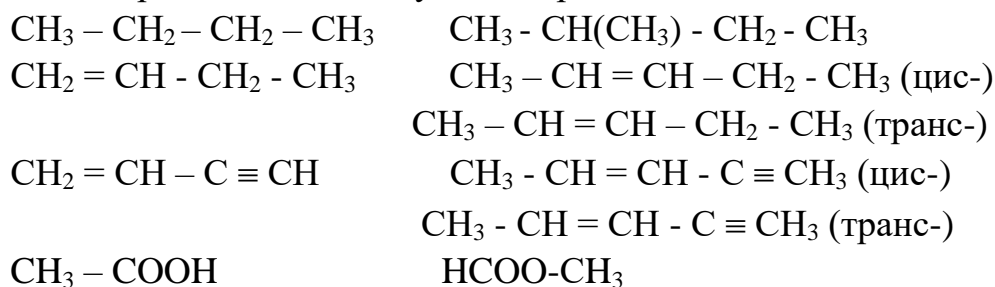 CH₃ – CH₂ – CH₂ – CH₃ CH₃ - CH(CH₃) - CH₂ - CH₃
CH₂ = CH - CH₂ - CH₃ CH₃ – CH = CH – CH₂ - CH₃ (цис-)
CH₃ – CH = CH – CH₂ - CH₃ (транс-)
CH₂ = CH – C ≡ CH CH₃ - CH = CH - C ≡ CH₃ (цис-)
CH₃ - CH = CH - C ≡ CH₃ (транс-)
CH₃ – COOH HCOO-CH₃